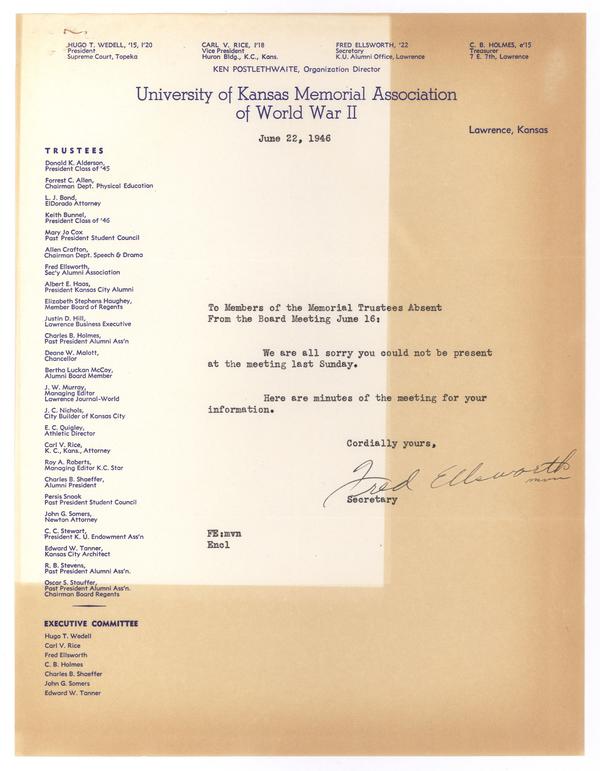 HUGO T. WEDELL, '15, l'20
President
Supreme Court, Topeka
CARL V. RICE, l'18
Vice President
Huron Bldg., K.C., Kans.
FRED ELLSWORTH, '22
Secretary
K.U. Alumni Office, Lawrence
C. B. HOLMES, e'15
Treasurer
7 E. 7th, Lawrence
KEN POSTLETHWAITE, Organization Director
University of Kansas Memorial Association
of World War II
Lawrence, Kansas
June 22, 1946
TRUSTEES
Donald K. Alderson,
President Class of '45
Forrest C. Allen,
Chairman Dept. Physical Education
L. J. Bond,
ElDorado Attorney
Keith Bunnel,
President Class of '46
Mary Jo Cox
Past President Student Council
Allen Crafton,
Chairman Dept. Speech & Drama
Fred Ellsworth,
Sec'y Alumni Association
Albert E. Haas,
President Kansas City Alumni
Elizabeth Stephens Haughey,
Member Board of Regents
Justin D. Hill,
Lawrence Business Executive
Charles B. Holmes,
Past President Alumni Ass'n
Deane W. Malott,
Chancellor
Bertha Luckan McCoy,
Alumni Board Member
J. W. Murray,
Managing Editor
Lawrence Journal-World
J. C. Nichols,
City Builder of Kansas City
E. C. Quigley,
Athletic Director
Carl V. Rice,
K. C., Kans., Attorney
Roy A. Roberts,
Managing Editor K.C. Star
Charles B. Shaeffer,
Alumni President
Persis Snook
Past President Student Council
John G. Somers,
Newton Attorney
C. C. Stewart,
President K. U. Endowment Ass'n
Edward W. Tanner,
Kansas City Architect
R. B. Stevens,
Past President Alumni Ass'n.
Oscar S. Stauffer,
Past President Alumni Ass'n.
Chairman Board Regents
EXECUTIVE COMMITTEE
Hugo T. Wedell
Carl V. Rice
Fred Ellsworth
C. B. Holmes
Charles B. Shaeffer
John G. Somers
Edward W. Tanner
To Members of the Memorial Trustees Absent
From the Board Meeting June 16:
We are all sorry you could not be present
at the meeting last Sunday.
Here are minutes of the meeting for your
information.
Cordially yours,
Fred Ellsworth
mvn
Secretary
FE:mvn
Encl